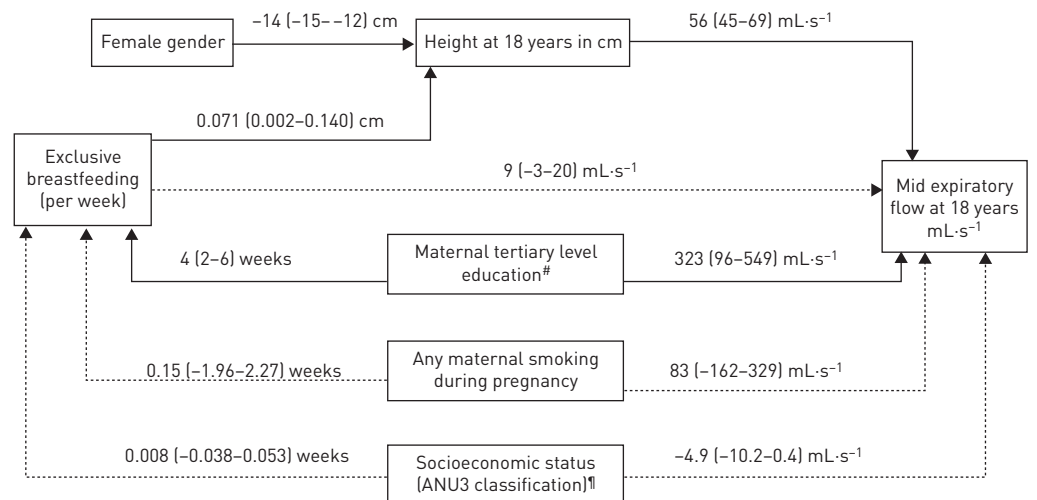 –14 (–15– –12) cm
56 (45–69) mL·s⁻¹
Female gender
Height at 18 years in cm
0.071 (0.002–0.140) cm
Exclusive
breastfeeding
(per week)
9 (–3–20) mL·s⁻¹
Mid expiratory
flow at 18 years
mL·s⁻¹
4 (2–6) weeks
Maternal tertiary level
education#
323 (96–549) mL·s⁻¹
0.15 (–1.96–2.27) weeks
Any maternal smoking
during pregnancy
83 (–162–329) mL·s⁻¹
0.008 (–0.038–0.053) weeks
Socioeconomic status
(ANU3 classification)¶
–4.9 (–10.2–0.4) mL·s⁻¹